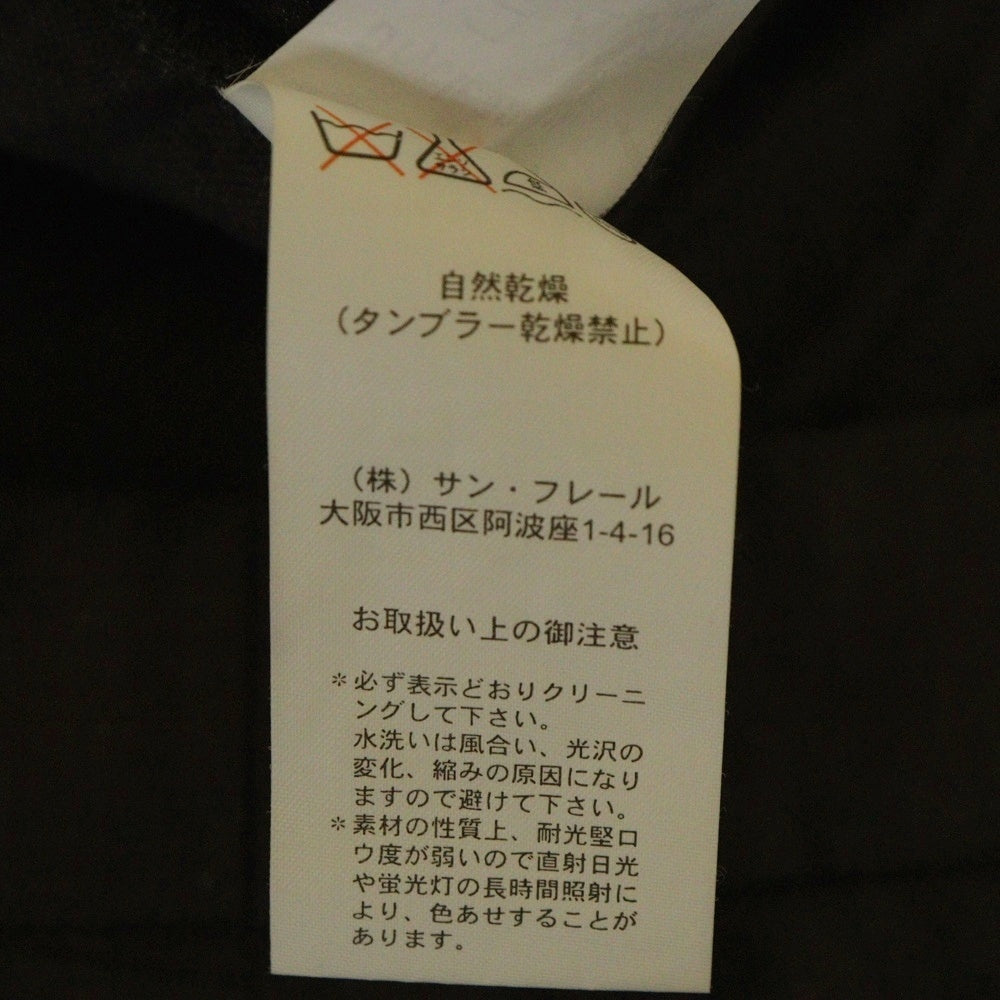 自然乾燥
（タンブラー乾燥禁止）
（株）サン・フレール
大阪市西区阿波座1-4-16
お取扱い上の御注意
＊必ず表示どおりクリーニ
ングして下さい。
水洗いは風合い、光沢の
変化、縮みの原因になり
ますので避けて下さい。
＊素材の性質上、耐光堅ロ
ウ度が弱いので直射日光
や蛍光灯の長時間照射に
より、色あせすることが
あります。